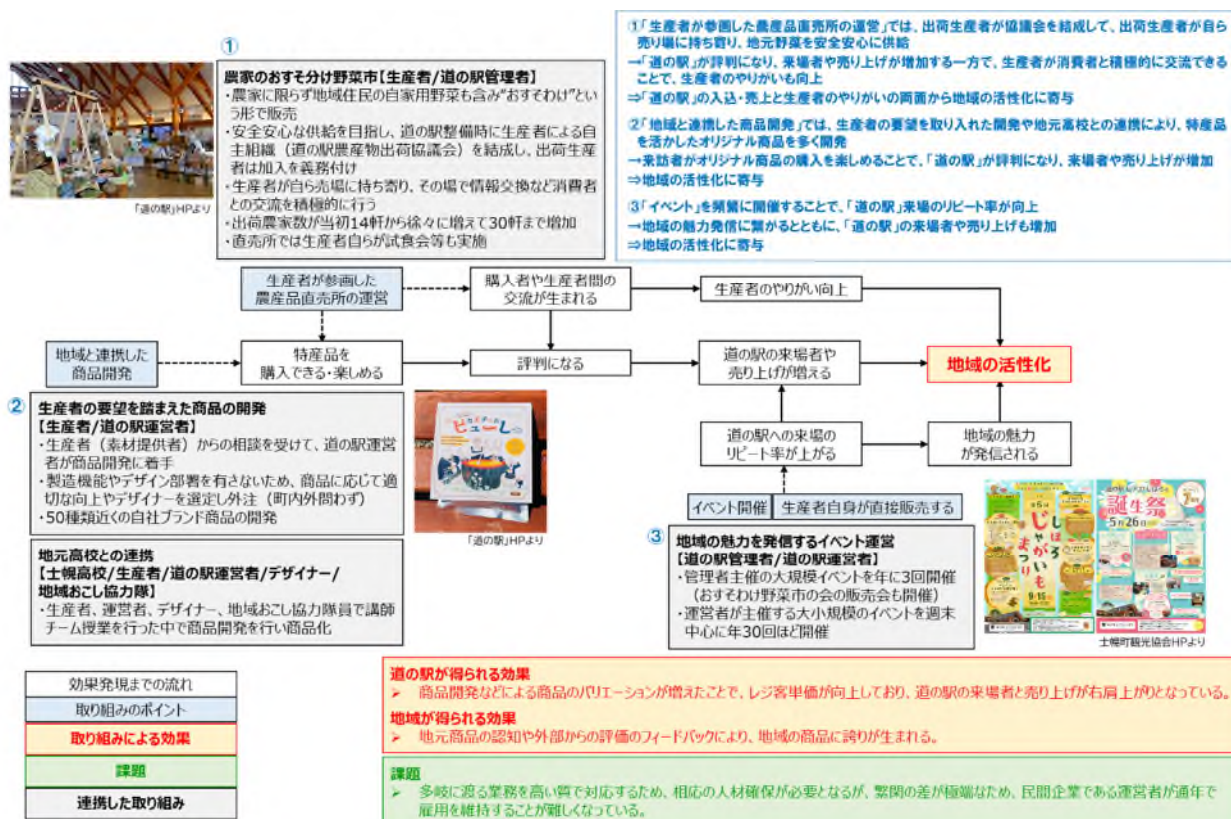 ①
農家のおすそ分け野菜市【生産者/道の駅管理者】
・農家に限らず地域住民の自家用野菜も含み“おすそわけ”とい
う形で販売
・安全安心な供給を目指し、道の駅整備時に生産者による自
主組織（道の駅農産物出荷協議会）を結成し、出荷生産
者は加入を義務付け
・生産者が自ら売場に持ち寄り、その場で情報交換など消費者
との交流を積極的に行う
・出荷農家数が当初14軒から徐々に増えて30軒まで増加
・直売所では生産者自らが試食会等も実施
「道の駅」HPより
①「生産者が参画した農産品直売所の運営」では、出荷生産者が協議会を結成して、出荷生産者が自ら
売り場に持ち寄り、地元野菜を安全安心に供給
→「道の駅」が評判になり、来場者や売り上げが増加する一方で、生産者が消費者と積極的に交流できる
ことで、生産者のやりがいも向上
⇒「道の駅」の入込・売上と生産者のやりがいの両面から地域の活性化に寄与
②「地域と連携した商品開発」では、生産者の要望を取り入れた開発や地元高校との連携により、特産品
を活かしたオリジナル商品を多く開発
→来訪者がオリジナル商品の購入を楽しめることで、「道の駅」が評判になり、来場者や売り上げが増加
⇒地域の活性化に寄与
③「イベント」を頻繁に開催することで、「道の駅」来場のリピート率が向上
→地域の魅力発信に繋がるとともに、「道の駅」の来場者や売り上げも増加
⇒地域の活性化に寄与
生産者が参画した
農産品直売所の運営
購入者や生産者間の
交流が生まれる
生産者のやりがい向上
地域と連携した
商品開発
特産品を
購入できる・楽しめる
評判になる
道の駅の来場者や
売り上げが増える
地域の活性化
道の駅への来場の
リピート率が上がる
地域の魅力
が発信される
イベント開催
生産者自身が直接販売する
②
生産者の要望を踏まえた商品の開発
【生産者/道の駅運営者】
・生産者（素材提供者）からの相談を受けて、道の駅運営
者が商品開発に着手
・製造機能やデザイン部署を有さないため、商品に応じて適
切な向上やデザイナーを選定し外注（町内外問わず）
・50種類近くの自社ブランド商品の開発
ピューレ
「道の駅」HPより
地元高校との連携
【士幌高校/生産者/道の駅運営者/デザイナー/
地域おこし協力隊】
・生産者、運営者、デザイナー、地域おこし協力隊員で講師
チーム授業を行った中で商品開発を行い商品化
③
地域の魅力を発信するイベント運営
【道の駅管理者/道の駅運営者】
・管理者主催の大規模イベントを年に3回開催
（おすそわけ野菜市の会の販売会も開催）
・運営者が主催する大小規模のイベントを週末
中心に年30回ほど開催
しほろ
じゃがいも
まつり
9・15
誕生祭
5月26日
士幌町観光協会HPより
効果発現までの流れ
取り組みのポイント
取り組みによる効果
課題
連携した取り組み
道の駅が得られる効果
➢ 商品開発などによる商品のバリエーションが増えたことで、レジ客単価が向上しており、道の駅の来場者と売り上げが右肩上がりとなっている。
地域が得られる効果
➢ 地元商品の認知や外部からの評価のフィードバックにより、地域の商品に誇りが生まれる。
課題
➢ 多岐に渡る業務を高い質で対応するため、相応の人材確保が必要となるが、繁閑の差が極端なため、民間企業である運営者が通年で
雇用を維持することが難しくなっている。